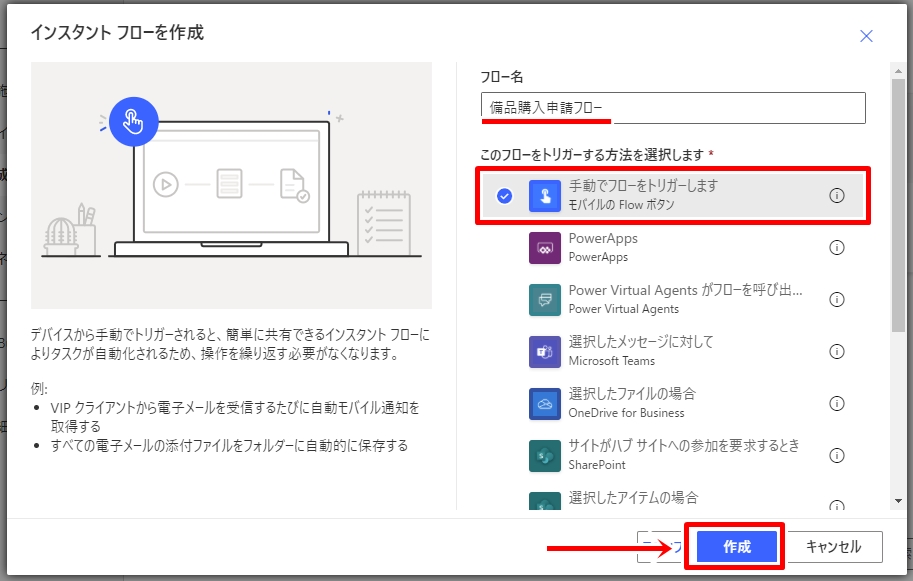 インスタント フローを作成
デバイスから手動でトリガーされると、簡単に共有できるインスタント フローに
よりタスクが自動化されるため、操作を繰り返す必要がなくなります。
例:
• VIP クライアントから電子メールを受信するたびに自動モバイル通知を
取得する
• すべての電子メールの添付ファイルをフォルダーに自動的に保存する
フロー名
備品購入申請フロー
このフローをトリガーする方法を選択します *
手動でフローをトリガーします
モバイルの Flow ボタン
PowerApps
PowerApps
Power Virtual Agents がフローを呼び出...
Power Virtual Agents
選択したメッセージに対して
Microsoft Teams
選択したファイルの場合
OneDrive for Business
サイトがハブ サイトへの参加を要求するとき
SharePoint
選択したアイテムの場合
作成
キャンセル